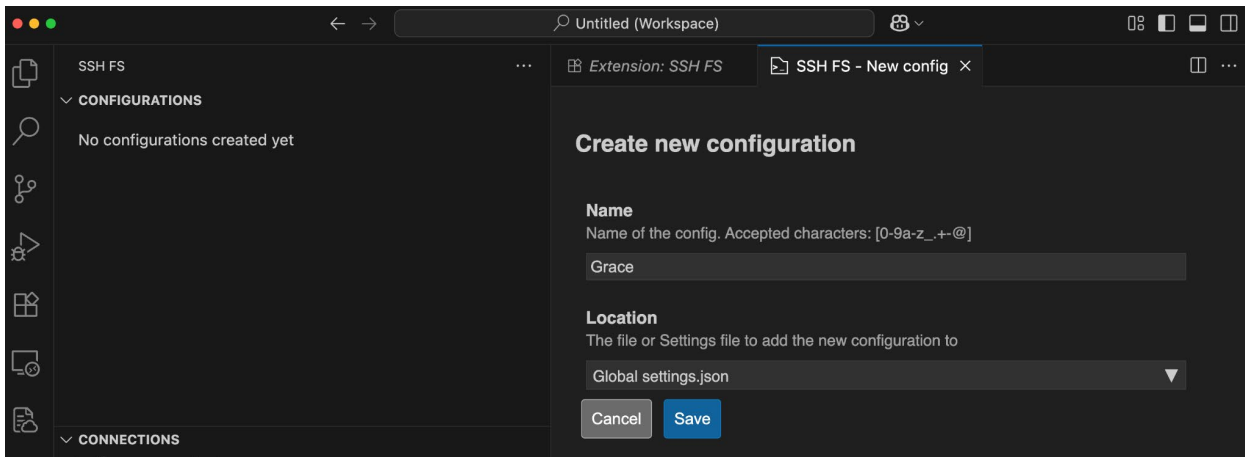 Untitled (Workspace)
SSH FS
CONFIGURATIONS
No configurations created yet
CONNECTIONS
Extension: SSH FS
SSH FS - New config
Create new configuration
Name
Name of the config. Accepted characters: [0-9a-z_.+-@]
Grace
Location
The file or Settings file to add the new configuration to
Global settings.json
Cancel
Save